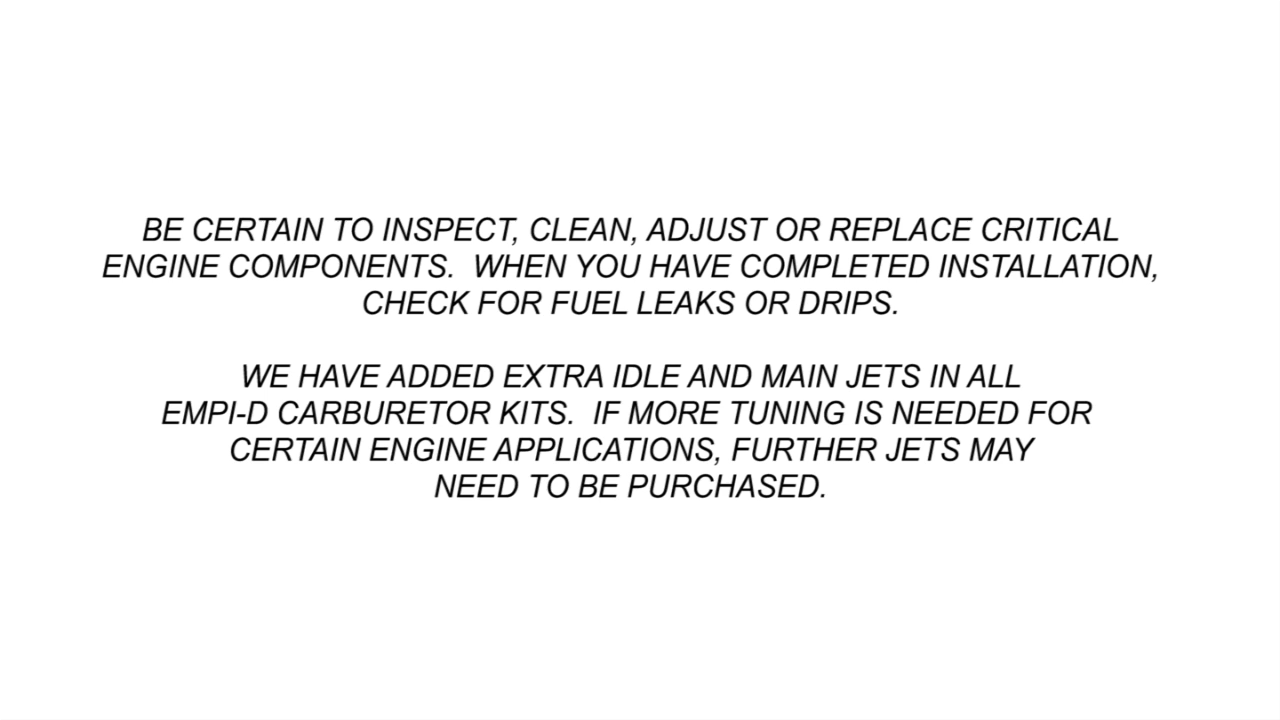 BE CERTAIN TO INSPECT, CLEAN, ADJUST OR REPLACE CRITICAL
ENGINE COMPONENTS.  WHEN YOU HAVE COMPLETED INSTALLATION,
CHECK FOR FUEL LEAKS OR DRIPS.
WE HAVE ADDED EXTRA IDLE AND MAIN JETS IN ALL
EMPI-D CARBURETOR KITS.  IF MORE TUNING IS NEEDED FOR
CERTAIN ENGINE APPLICATIONS, FURTHER JETS MAY
NEED TO BE PURCHASED.